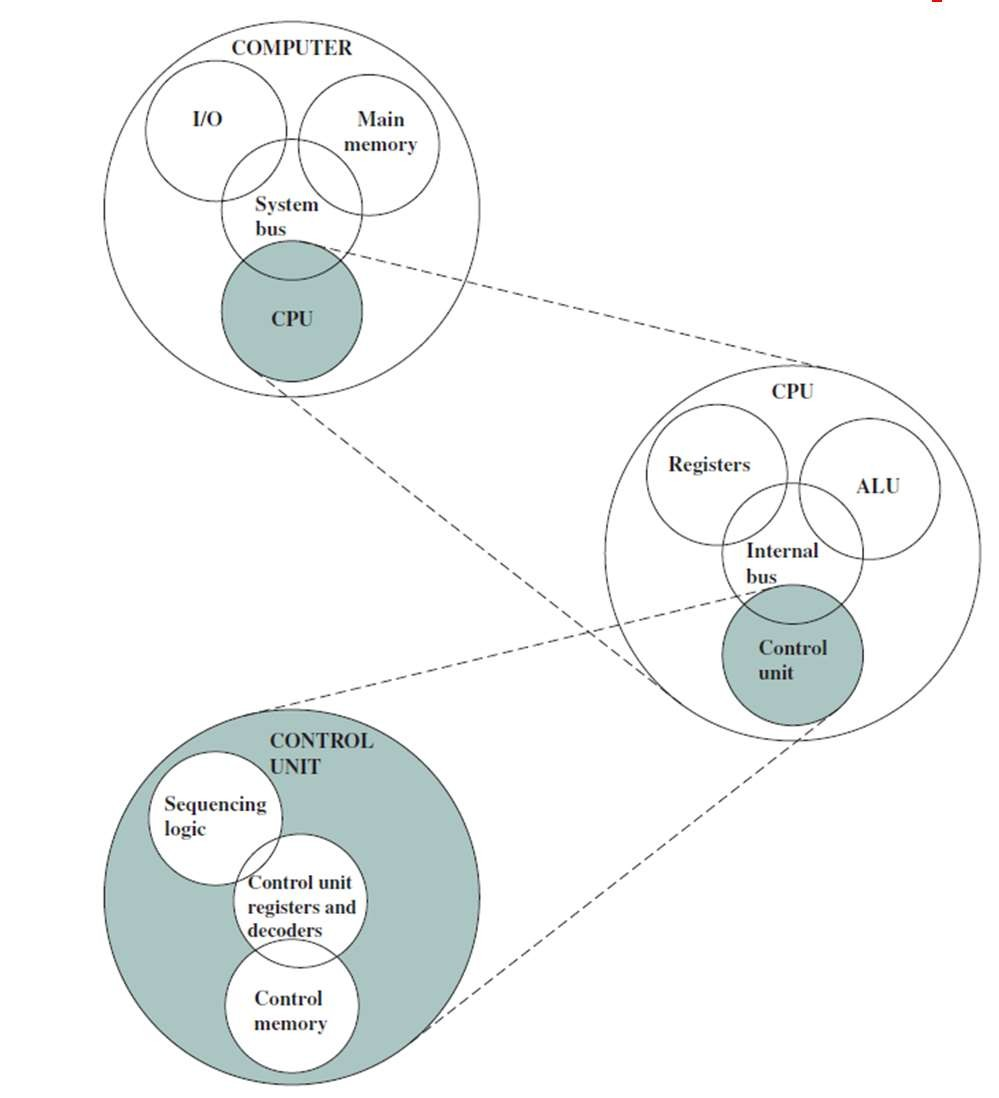 COMPUTER
I/O
Main
memory
System
bus
CPU
CPU
Registers
ALU
Internal
bus
Control
unit
CONTROL
UNIT
Sequencing
logic
Control unit
registers and
decoders
Control
memory